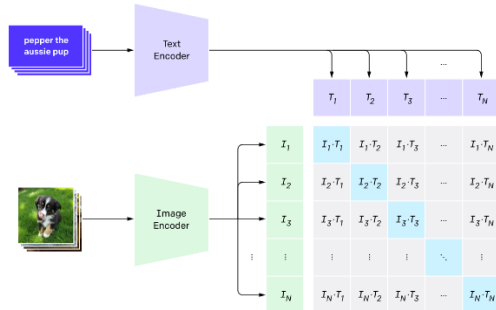 pepper the
aussie pup
Text
Encoder
...
T1 T2 T3 ... TN
I1 I1·T1 I1·T2 I1·T3 ... I1·TN
I2 I2·T1 I2·T2 I2·T3 ... I2·TN
I3 I3·T1 I3·T2 I3·T3 ... I3·TN
Image
Encoder
⋮ ⋮ ⋮ ⋮ ⋱ ⋮
IN IN·T1 IN·T2 IN·T3 ... IN·TN